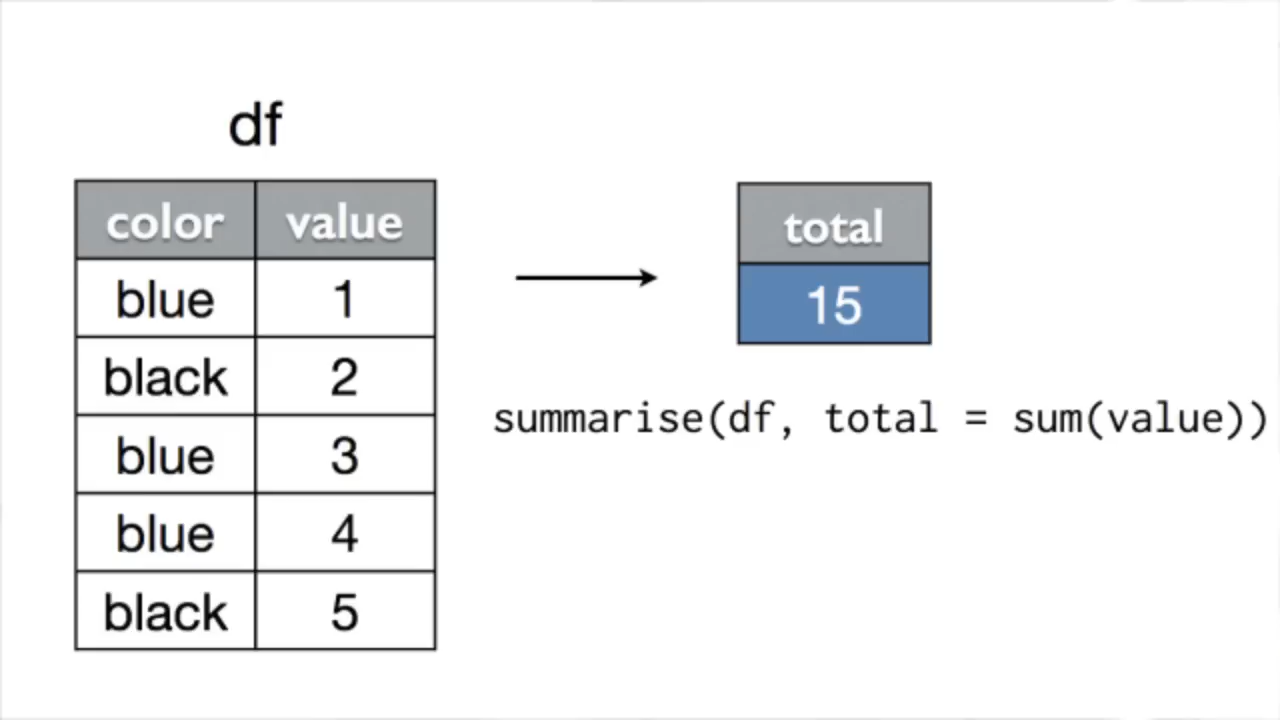 df
color value
blue 1
black 2
blue 3
blue 4
black 5
total
15
summarise(df, total = sum(value))